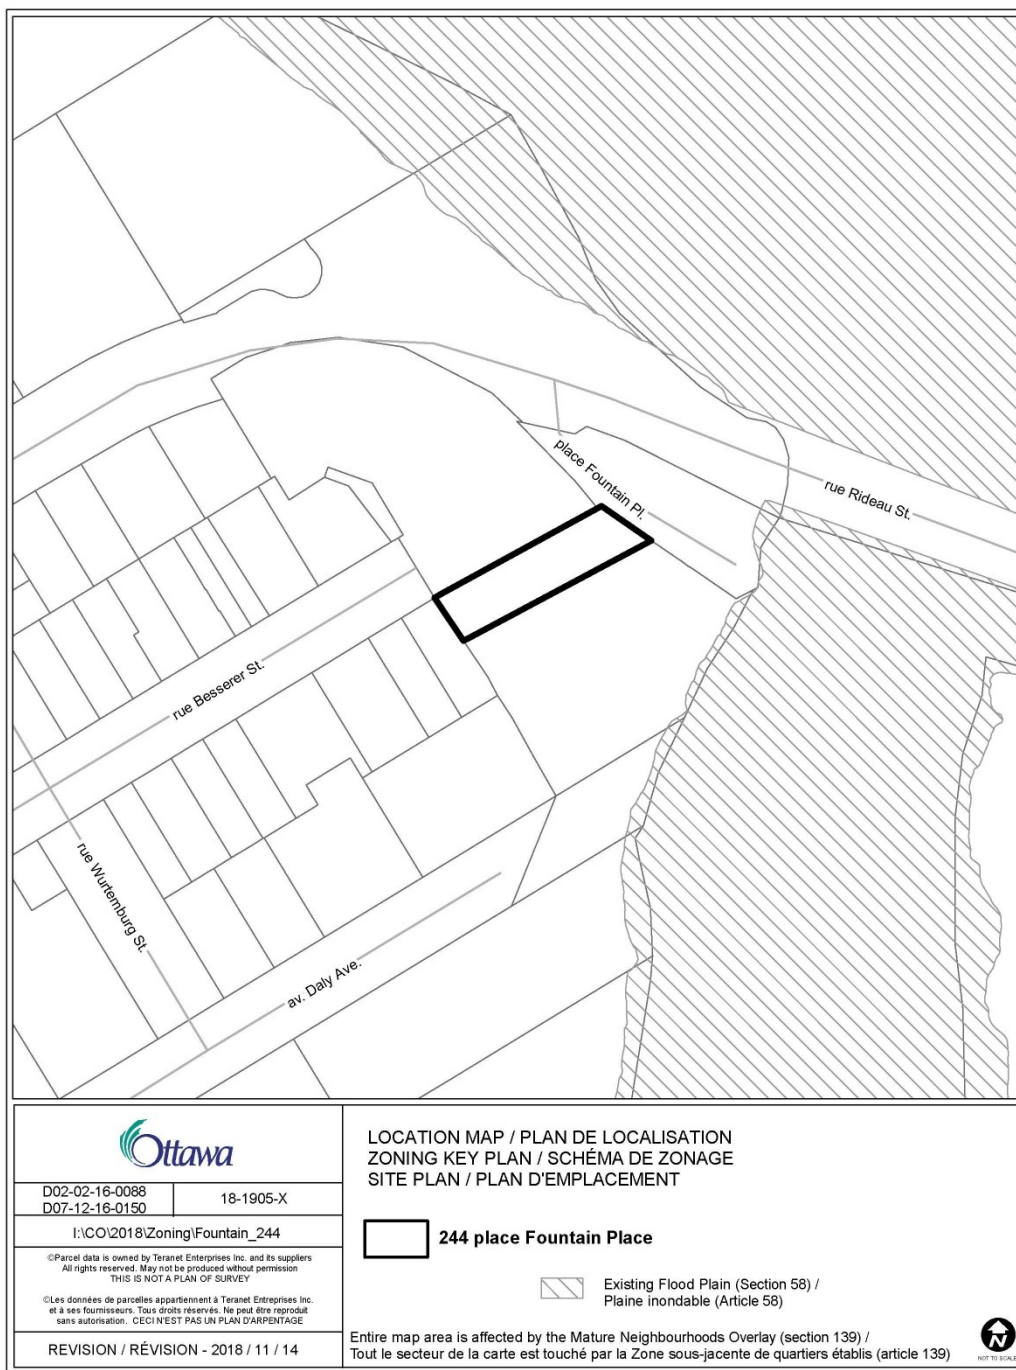 place Fountain Pl.
rue Rideau St.
rue Besserer St.
rue Wurtemburg St.
av. Daly Ave.
Ottawa
D02-02-16-0088
D07-12-16-0150
18-1905-X
I:\CO\2018\Zoning\Fountain_244
©Parcel data is owned by Teranet Enterprises Inc. and its suppliers
All rights reserved. May not be produced without permission
THIS IS NOT A PLAN OF SURVEY
©Les données de parcelles appartiennent à Teranet Entreprises Inc.
et à ses fournisseurs. Tous droits réservés. Ne peut être reproduit
sans autorisation. CECI N'EST PAS UN PLAN D'ARPENTAGE
REVISION / RÉVISION - 2018 / 11 / 14
LOCATION MAP / PLAN DE LOCALISATION
ZONING KEY PLAN / SCHÉMA DE ZONAGE
SITE PLAN / PLAN D'EMPLACEMENT
244 place Fountain Place
Existing Flood Plain (Section 58) /
Plaine inondable (Article 58)
Entire map area is affected by the Mature Neighbourhoods Overlay (section 139) /
Tout le secteur de la carte est touché par la Zone sous-jacente de quartiers établis (article 139)
N
NOT TO SCALE